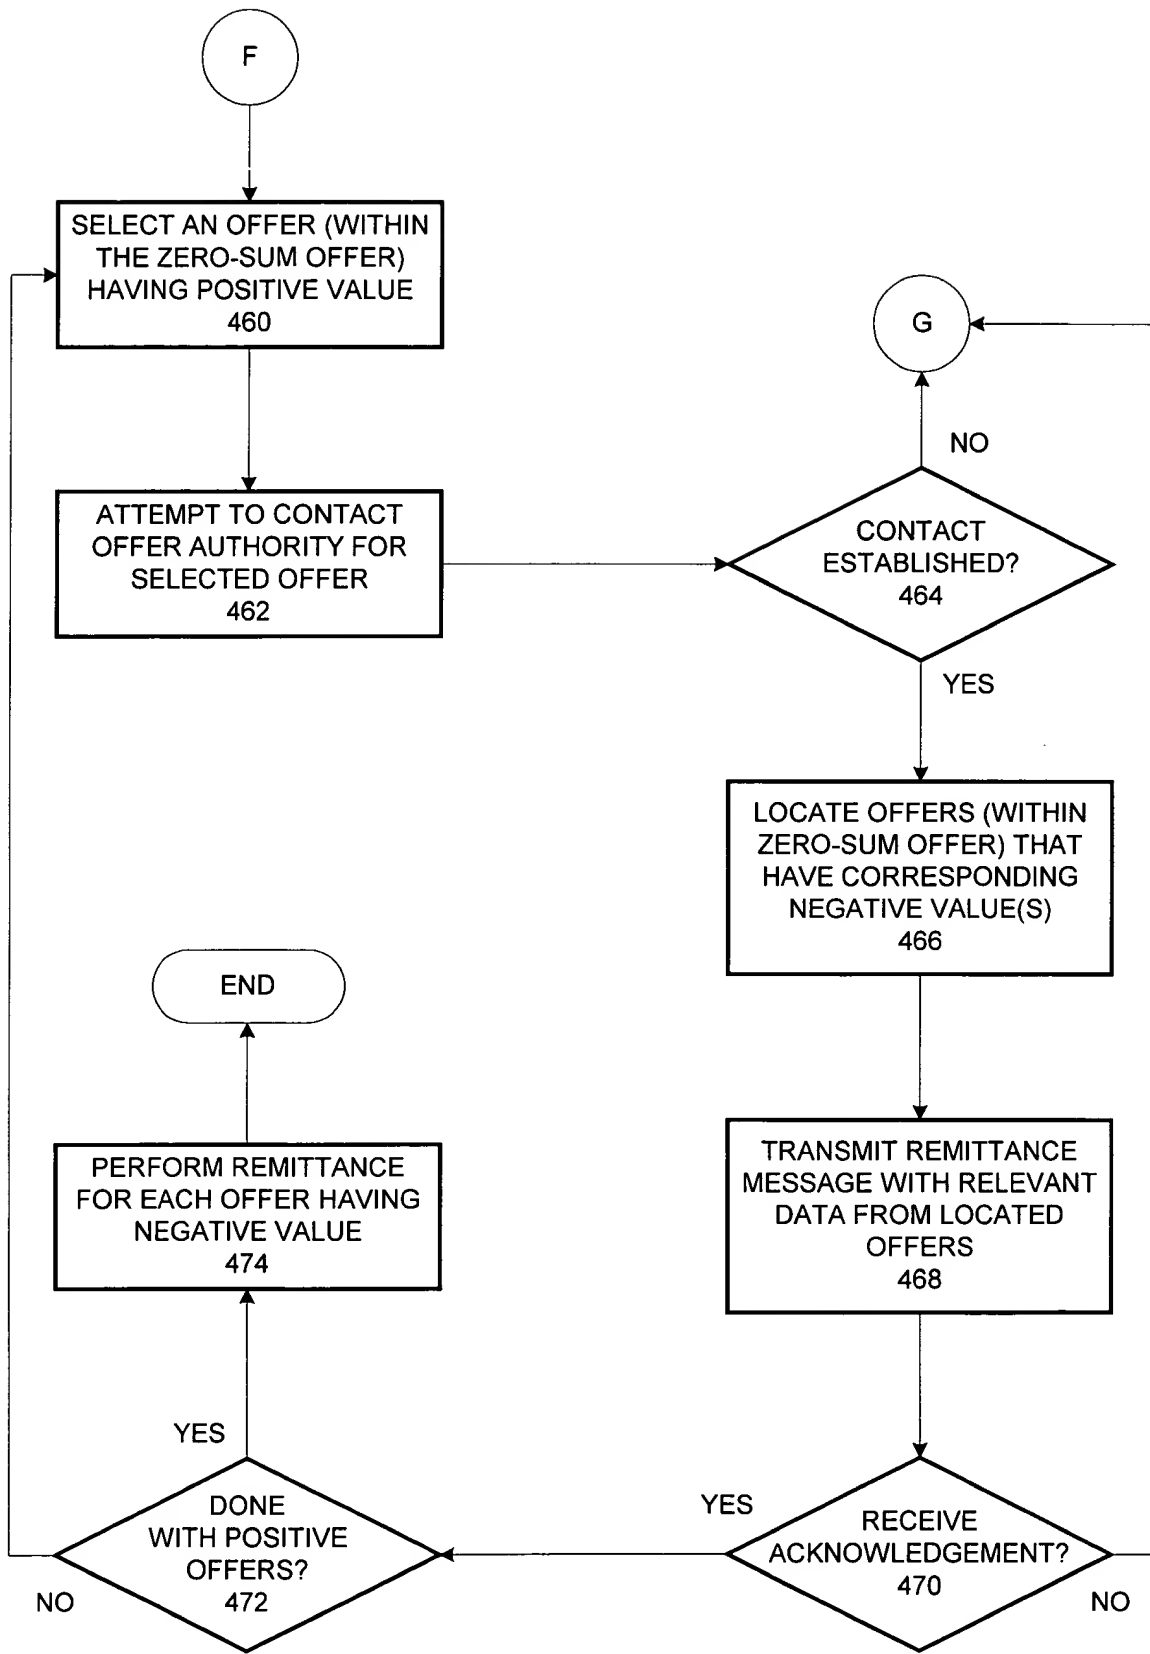 F
SELECT AN OFFER (WITHIN
THE ZERO-SUM OFFER)
HAVING POSITIVE VALUE
460
G
NO
ATTEMPT TO CONTACT
OFFER AUTHORITY FOR
SELECTED OFFER
462
CONTACT
ESTABLISHED?
464
YES
LOCATE OFFERS (WITHIN
ZERO-SUM OFFER) THAT
HAVE CORRESPONDING
NEGATIVE VALUE(S)
466
END
TRANSMIT REMITTANCE
MESSAGE WITH RELEVANT
DATA FROM LOCATED
OFFERS
468
PERFORM REMITTANCE
FOR EACH OFFER HAVING
NEGATIVE VALUE
474
YES
DONE
WITH POSITIVE
OFFERS?
472
NO
YES
RECEIVE
ACKNOWLEDGEMENT?
470
NO